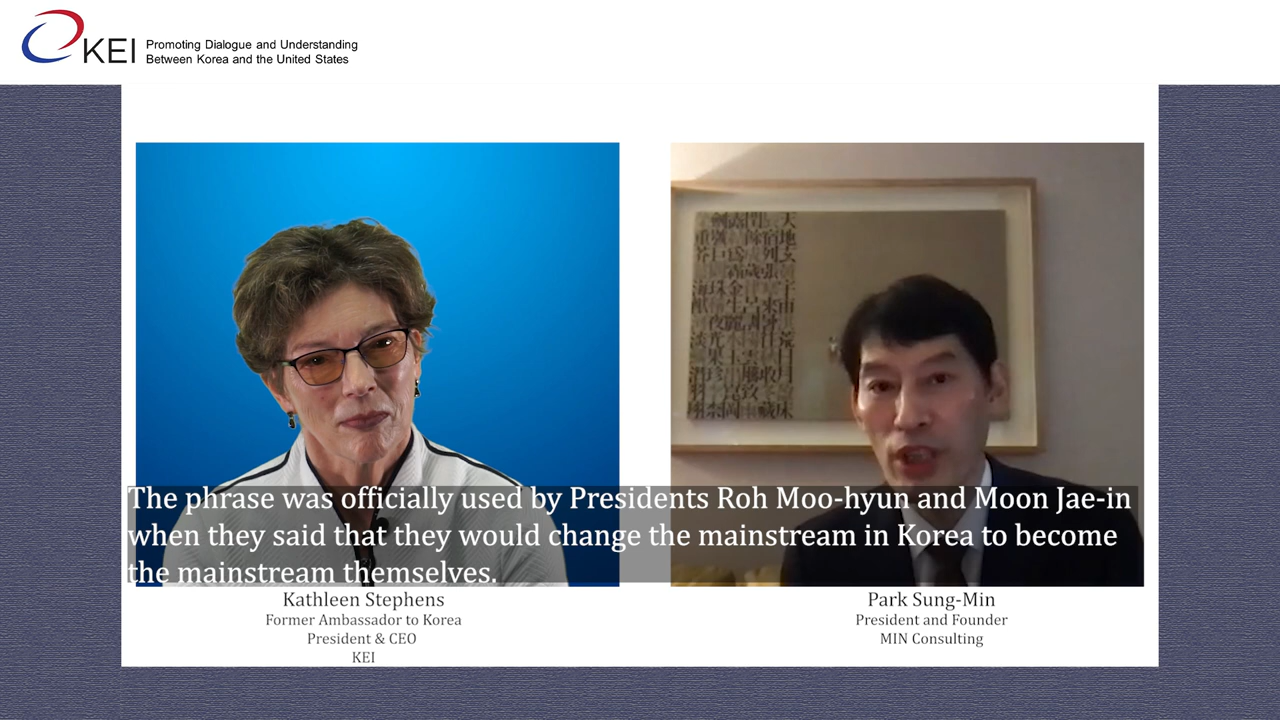 KEI
Promoting Dialogue and Understanding
Between Korea and the United States
The phrase was officially used by Presidents Roh Moo-hyun and Moon Jae-in
when they said that they would change the mainstream in Korea to become
the mainstream themselves.
Kathleen Stephens
Former Ambassador to Korea
President & CEO
KEI
Park Sung-Min
President and Founder
MIN Consulting